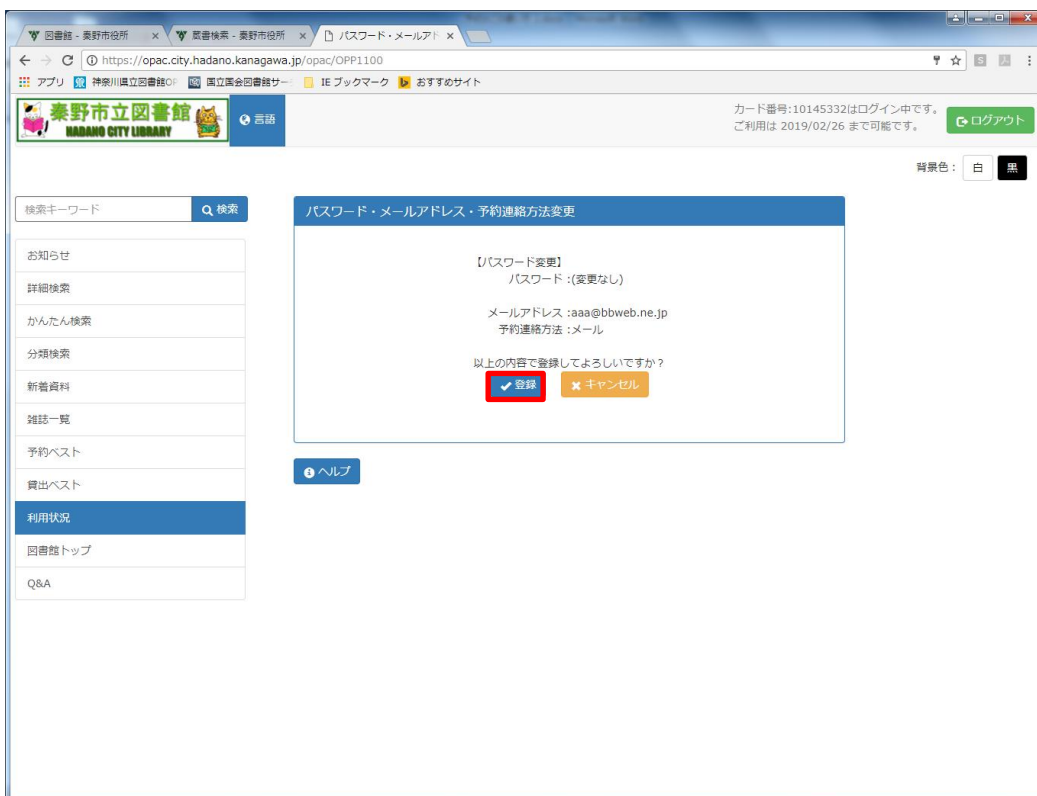 図書館 - 秦野市役所
蔵書検索 - 秦野市役所
パスワード・メールアド
https://opac.city.hadano.kanagawa.jp/opac/OPP1100
アプリ 神奈川県立図書館OP 国立国会図書館サー IE ブックマーク おすすめサイト
秦野市立図書館
HADANO CITY LIBRARY
言語
カード番号:10145332はログイン中です。
ご利用は 2019/02/26 まで可能です。
ログアウト
背景色： 白 黒
検索キーワード 検索
お知らせ
詳細検索
かんたん検索
分類検索
新着資料
雑誌一覧
予約ベスト
貸出ベスト
利用状況
図書館トップ
Q&A
パスワード・メールアドレス・予約連絡方法変更
【パスワード変更】
パスワード :(変更なし)
メールアドレス :aaa@bbweb.ne.jp
予約連絡方法 :メール
以上の内容で登録してよろしいですか？
登録 キャンセル
ヘルプ